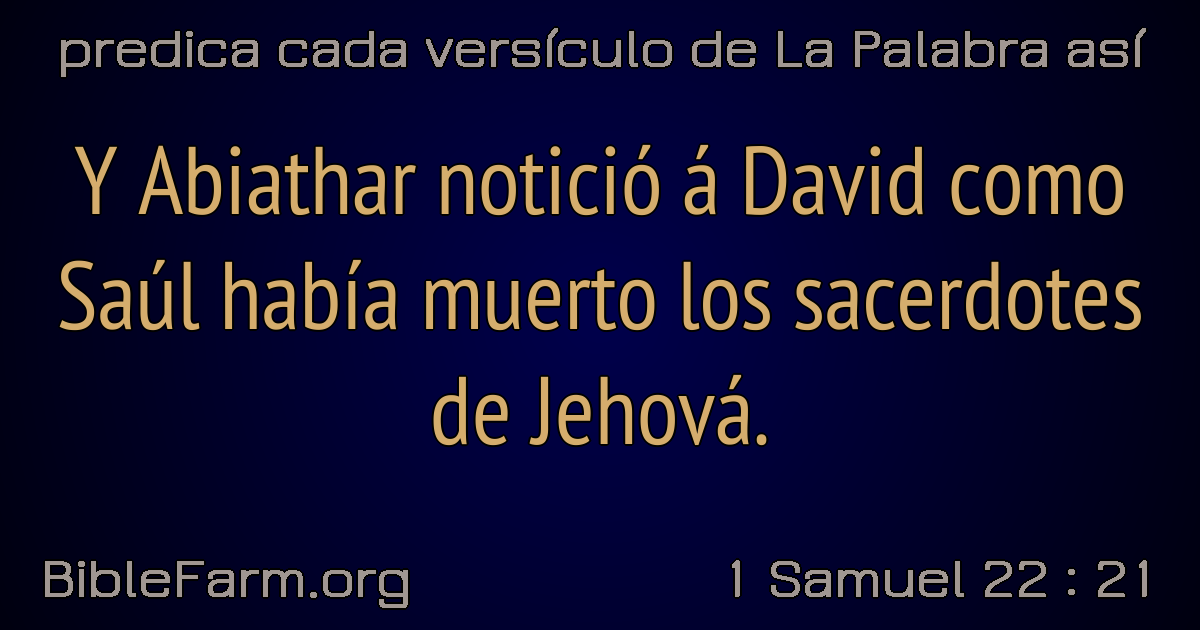 predica cada versículo de La Palabra así
Y Abiathar notició á David como
Saúl había muerto los sacerdotes
de Jehová.
BibleFarm.org
1 Samuel 22 : 21